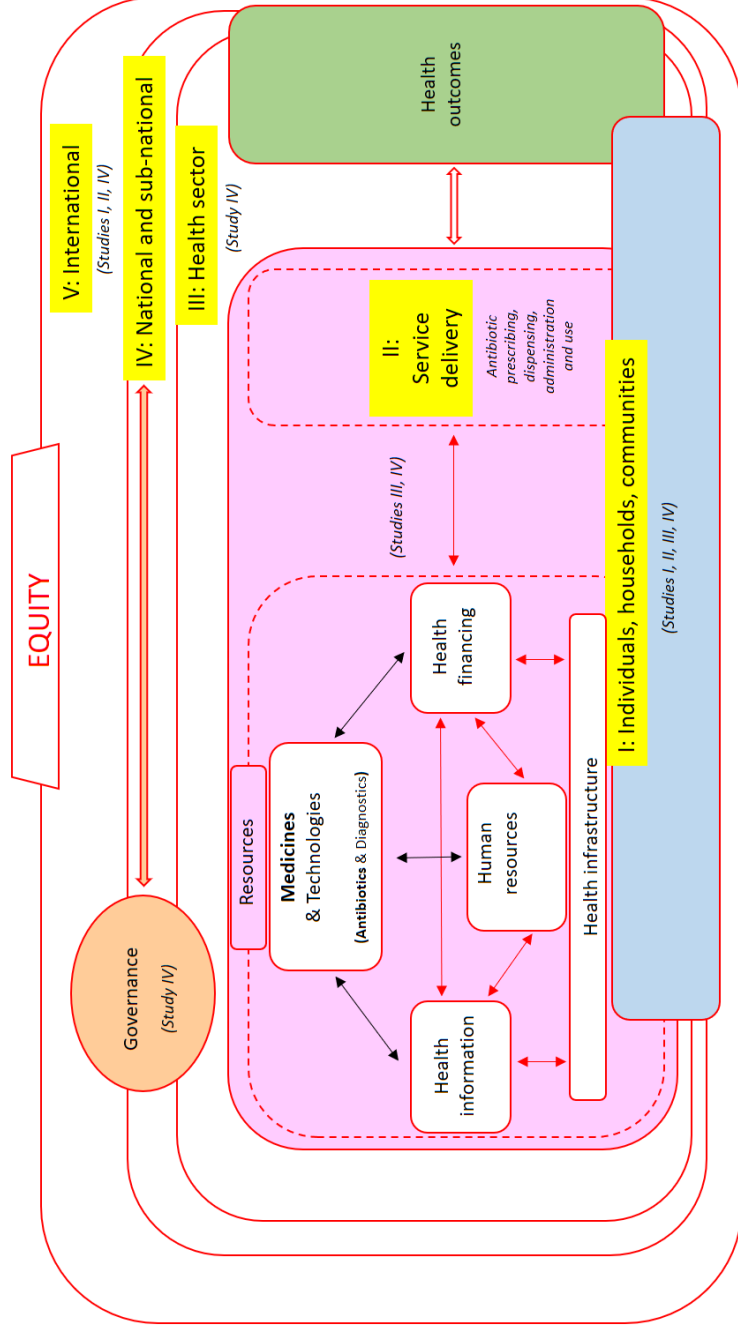 EQUITY
V: International
(Studies I, II, IV)
IV: National and sub-national
III: Health sector
(Study IV)
Governance
(Study IV)
Resources
Medicines
& Technologies
(Antibiotics & Diagnostics)
Health
information
Human
resources
Health
financing
Health infrastructure
(Studies III, IV)
II:
Service
delivery
Antibiotic
prescribing,
dispensing,
administration
and use
Health
outcomes
I: Individuals, households, communities
(Studies I, II, III, IV)